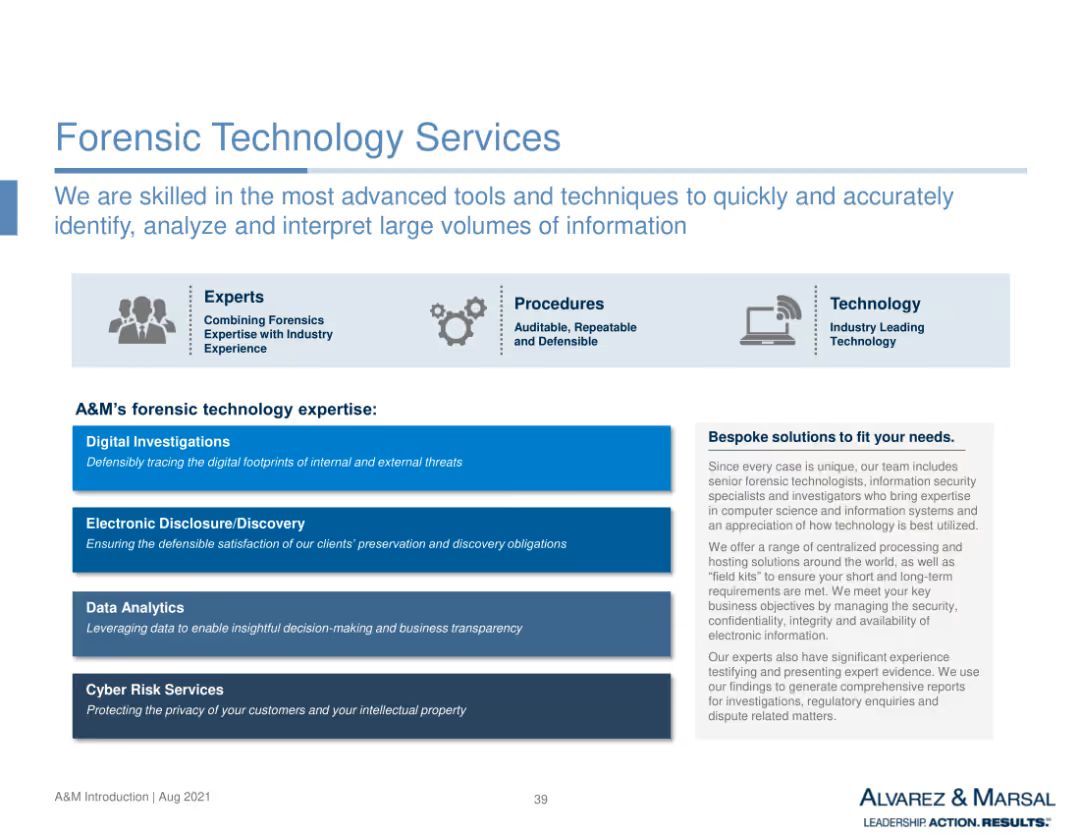 Forensic Technology Services
We are skilled in the most advanced tools and techniques to quickly and accurately
identify, analyze and interpret large volumes of information
Experts
Combining Forensics
Expertise with Industry
Experience
Procedures
Auditable, Repeatable
and Defensible
Technology
Industry Leading
Technology
A&M’s forensic technology expertise:
Digital Investigations
Defensibly tracing the digital footprints of internal and external threats
Electronic Disclosure/Discovery
Ensuring the defensible satisfaction of our clients’ preservation and discovery obligations
Data Analytics
Leveraging data to enable insightful decision-making and business transparency
Cyber Risk Services
Protecting the privacy of your customers and your intellectual property
Bespoke solutions to fit your needs.
Since every case is unique, our team includes
senior forensic technologists, information security
specialists and investigators who bring expertise
in computer science and information systems and
an appreciation of how technology is best utilized.
We offer a range of centralized processing and
hosting solutions around the world, as well as
“field kits” to ensure your short and long-term
requirements are met. We meet your key
business objectives by managing the security,
confidentiality, integrity and availability of
electronic information.
Our experts also have significant experience
testifying and presenting expert evidence. We use
our findings to generate comprehensive reports
for investigations, regulatory enquiries and
dispute related matters.
A&M Introduction | Aug 2021
39
ALVAREZ & MARSAL
LEADERSHIP. ACTION. RESULTS.℠